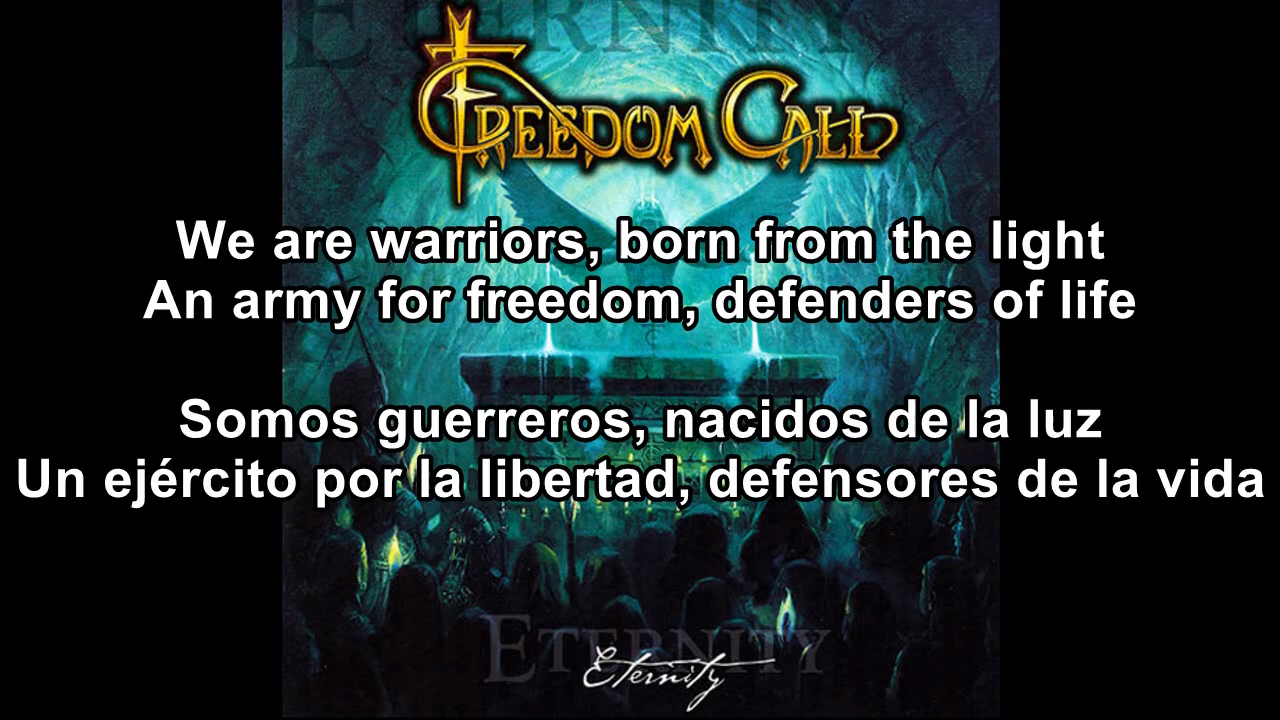 ETERNITY
FREEDOM CALL
We are warriors, born from the light
An army for freedom, defenders of life
Somos guerreros, nacidos de la luz
Un ejército por la libertad, defensores de la vida
ETERNITY
Eternity